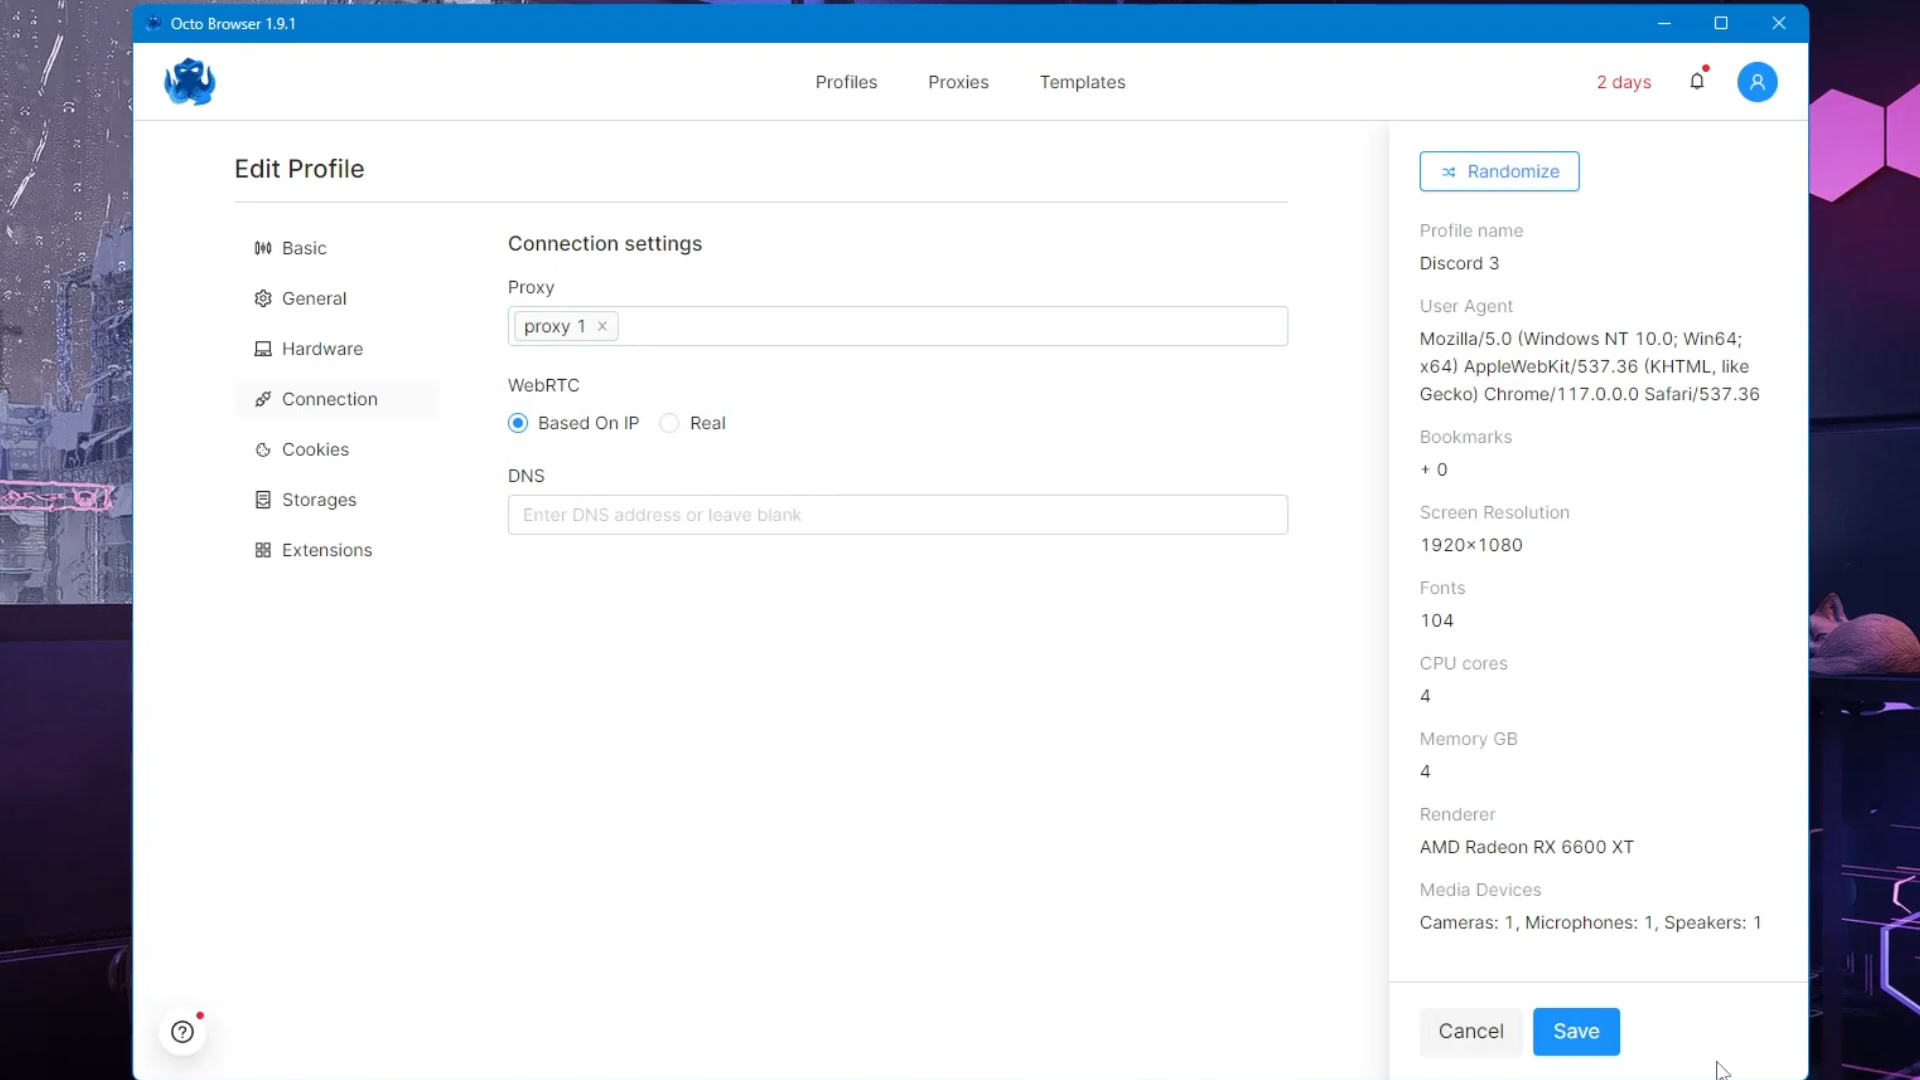 Octo Browser 1.9.1
Profiles
Proxies
Templates
2 days
Edit Profile
Basic
General
Hardware
Connection
Cookies
Storages
Extensions
Connection settings
Proxy
proxy 1
WebRTC
Based On IP
Real
DNS
Enter DNS address or leave blank
Randomize
Profile name
Discord 3
User Agent
Mozilla/5.0 (Windows NT 10.0; Win64;
x64) AppleWebKit/537.36 (KHTML, like
Gecko) Chrome/117.0.0.0 Safari/537.36
Bookmarks
+ 0
Screen Resolution
1920×1080
Fonts
104
CPU cores
4
Memory GB
4
Renderer
AMD Radeon RX 6600 XT
Media Devices
Cameras: 1, Microphones: 1, Speakers: 1
Cancel
Save